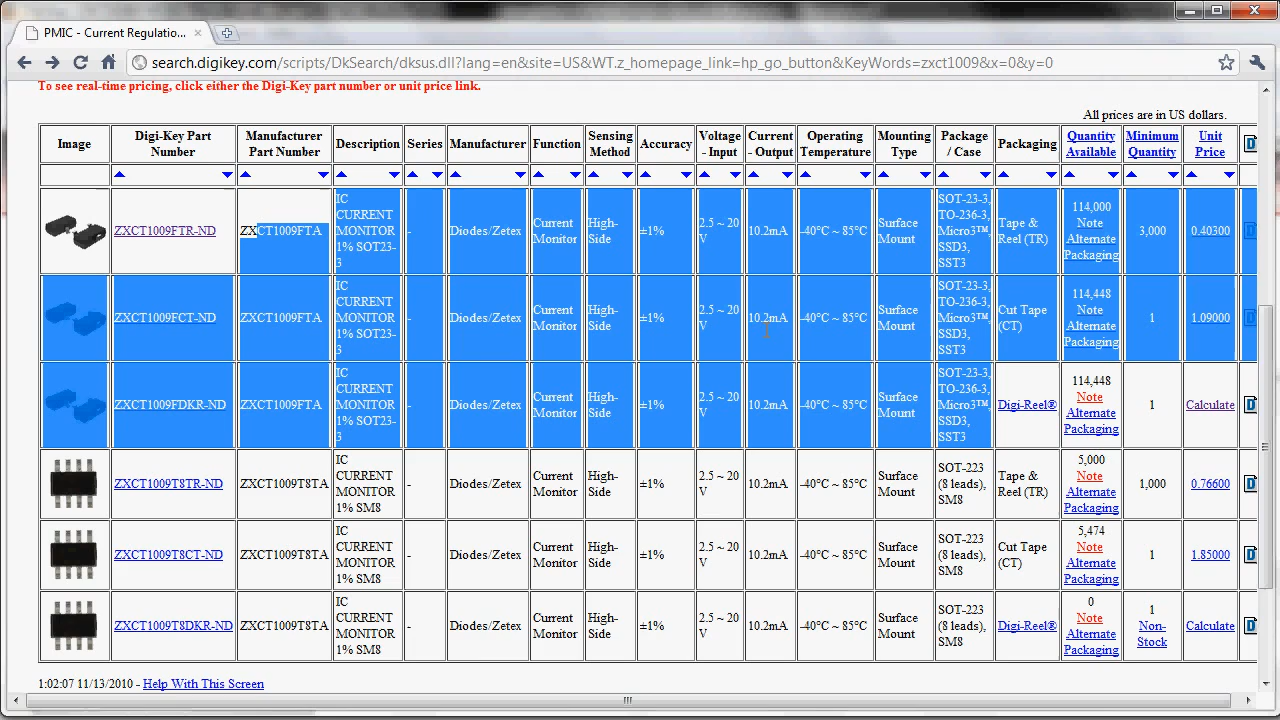 PMIC - Current Regulatio...
search.digikey.com/scripts/DkSearch/dksus.dll?lang=en&site=US&WT.z_homepage_link=hp_go_button&KeyWords=zxct1009&x=0&y=0
To see real-time pricing, click either the Digi-Key part number or unit price link.
All prices are in US dollars.
Image Digi-Key Part Number Manufacturer Part Number Description Series Manufacturer Function Sensing Method Accuracy Voltage - Input Current - Output Operating Temperature Mounting Type Package / Case Packaging Quantity Available Minimum Quantity Unit Price
ZXCT1009FTR-ND ZXCT1009FTA IC CURRENT MONITOR 1% SOT23-3 - Diodes/Zetex Current Monitor High-Side ±1% 2.5 ~ 20 V 10.2mA -40°C ~ 85°C Surface Mount SOT-23-3, TO-236-3, Micro3™, SSD3, SST3 Tape & Reel (TR) 114,000 Note Alternate Packaging 3,000 0.40300
ZXCT1009FCT-ND ZXCT1009FTA IC CURRENT MONITOR 1% SOT23-3 - Diodes/Zetex Current Monitor High-Side ±1% 2.5 ~ 20 V 10.2mA -40°C ~ 85°C Surface Mount SOT-23-3, TO-236-3, Micro3™, SSD3, SST3 Cut Tape (CT) 114,448 Note Alternate Packaging 1 1.09000
ZXCT1009FDKR-ND ZXCT1009FTA IC CURRENT MONITOR 1% SOT23-3 - Diodes/Zetex Current Monitor High-Side ±1% 2.5 ~ 20 V 10.2mA -40°C ~ 85°C Surface Mount SOT-23-3, TO-236-3, Micro3™, SSD3, SST3 Digi-Reel® 114,448 Note Alternate Packaging 1 Calculate
ZXCT1009T8TR-ND ZXCT1009T8TA IC CURRENT MONITOR 1% SM8 - Diodes/Zetex Current Monitor High-Side ±1% 2.5 ~ 20 V 10.2mA -40°C ~ 85°C Surface Mount SOT-223 (8 leads), SM8 Tape & Reel (TR) 5,000 Note Alternate Packaging 1,000 0.76600
ZXCT1009T8CT-ND ZXCT1009T8TA IC CURRENT MONITOR 1% SM8 - Diodes/Zetex Current Monitor High-Side ±1% 2.5 ~ 20 V 10.2mA -40°C ~ 85°C Surface Mount SOT-223 (8 leads), SM8 Cut Tape (CT) 5,474 Note Alternate Packaging 1 1.85000
ZXCT1009T8DKR-ND ZXCT1009T8TA IC CURRENT MONITOR 1% SM8 - Diodes/Zetex Current Monitor High-Side ±1% 2.5 ~ 20 V 10.2mA -40°C ~ 85°C Surface Mount SOT-223 (8 leads), SM8 Digi-Reel® 0 Note Alternate Packaging 1 Non-Stock Calculate
1:02:07 11/13/2010 - Help With This Screen